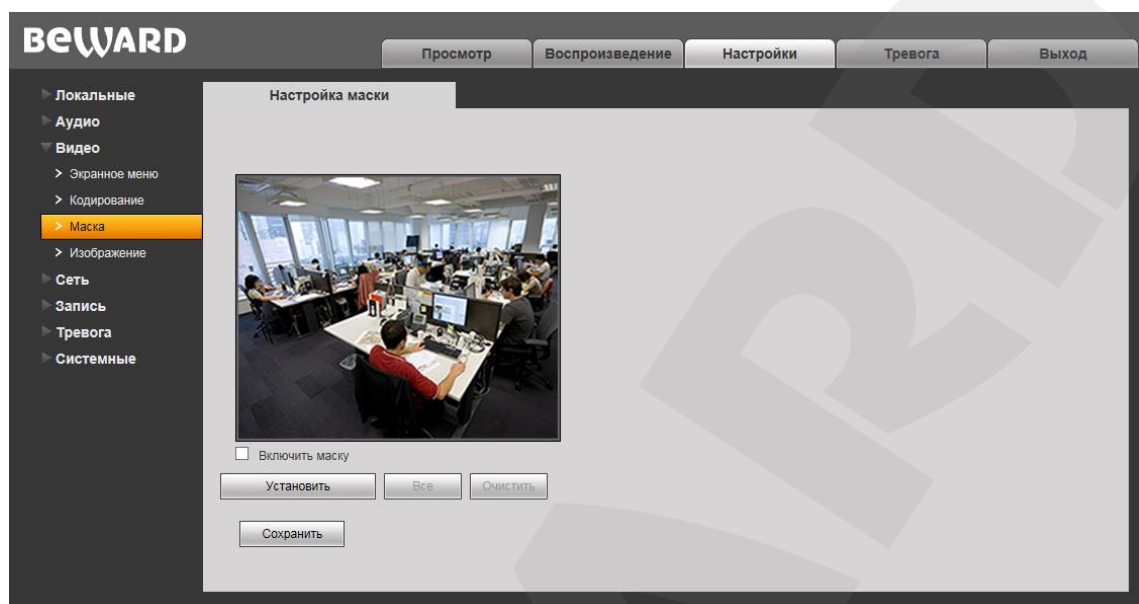 BEWARD
Просмотр
Воспроизведение
Настройки
Тревога
Выход
Локальные
Аудио
Видео
Экранное меню
Кодирование
Маска
Изображение
Сеть
Запись
Тревога
Системные
Настройка маски
Включить маску
Установить
Все
Очистить
Сохранить